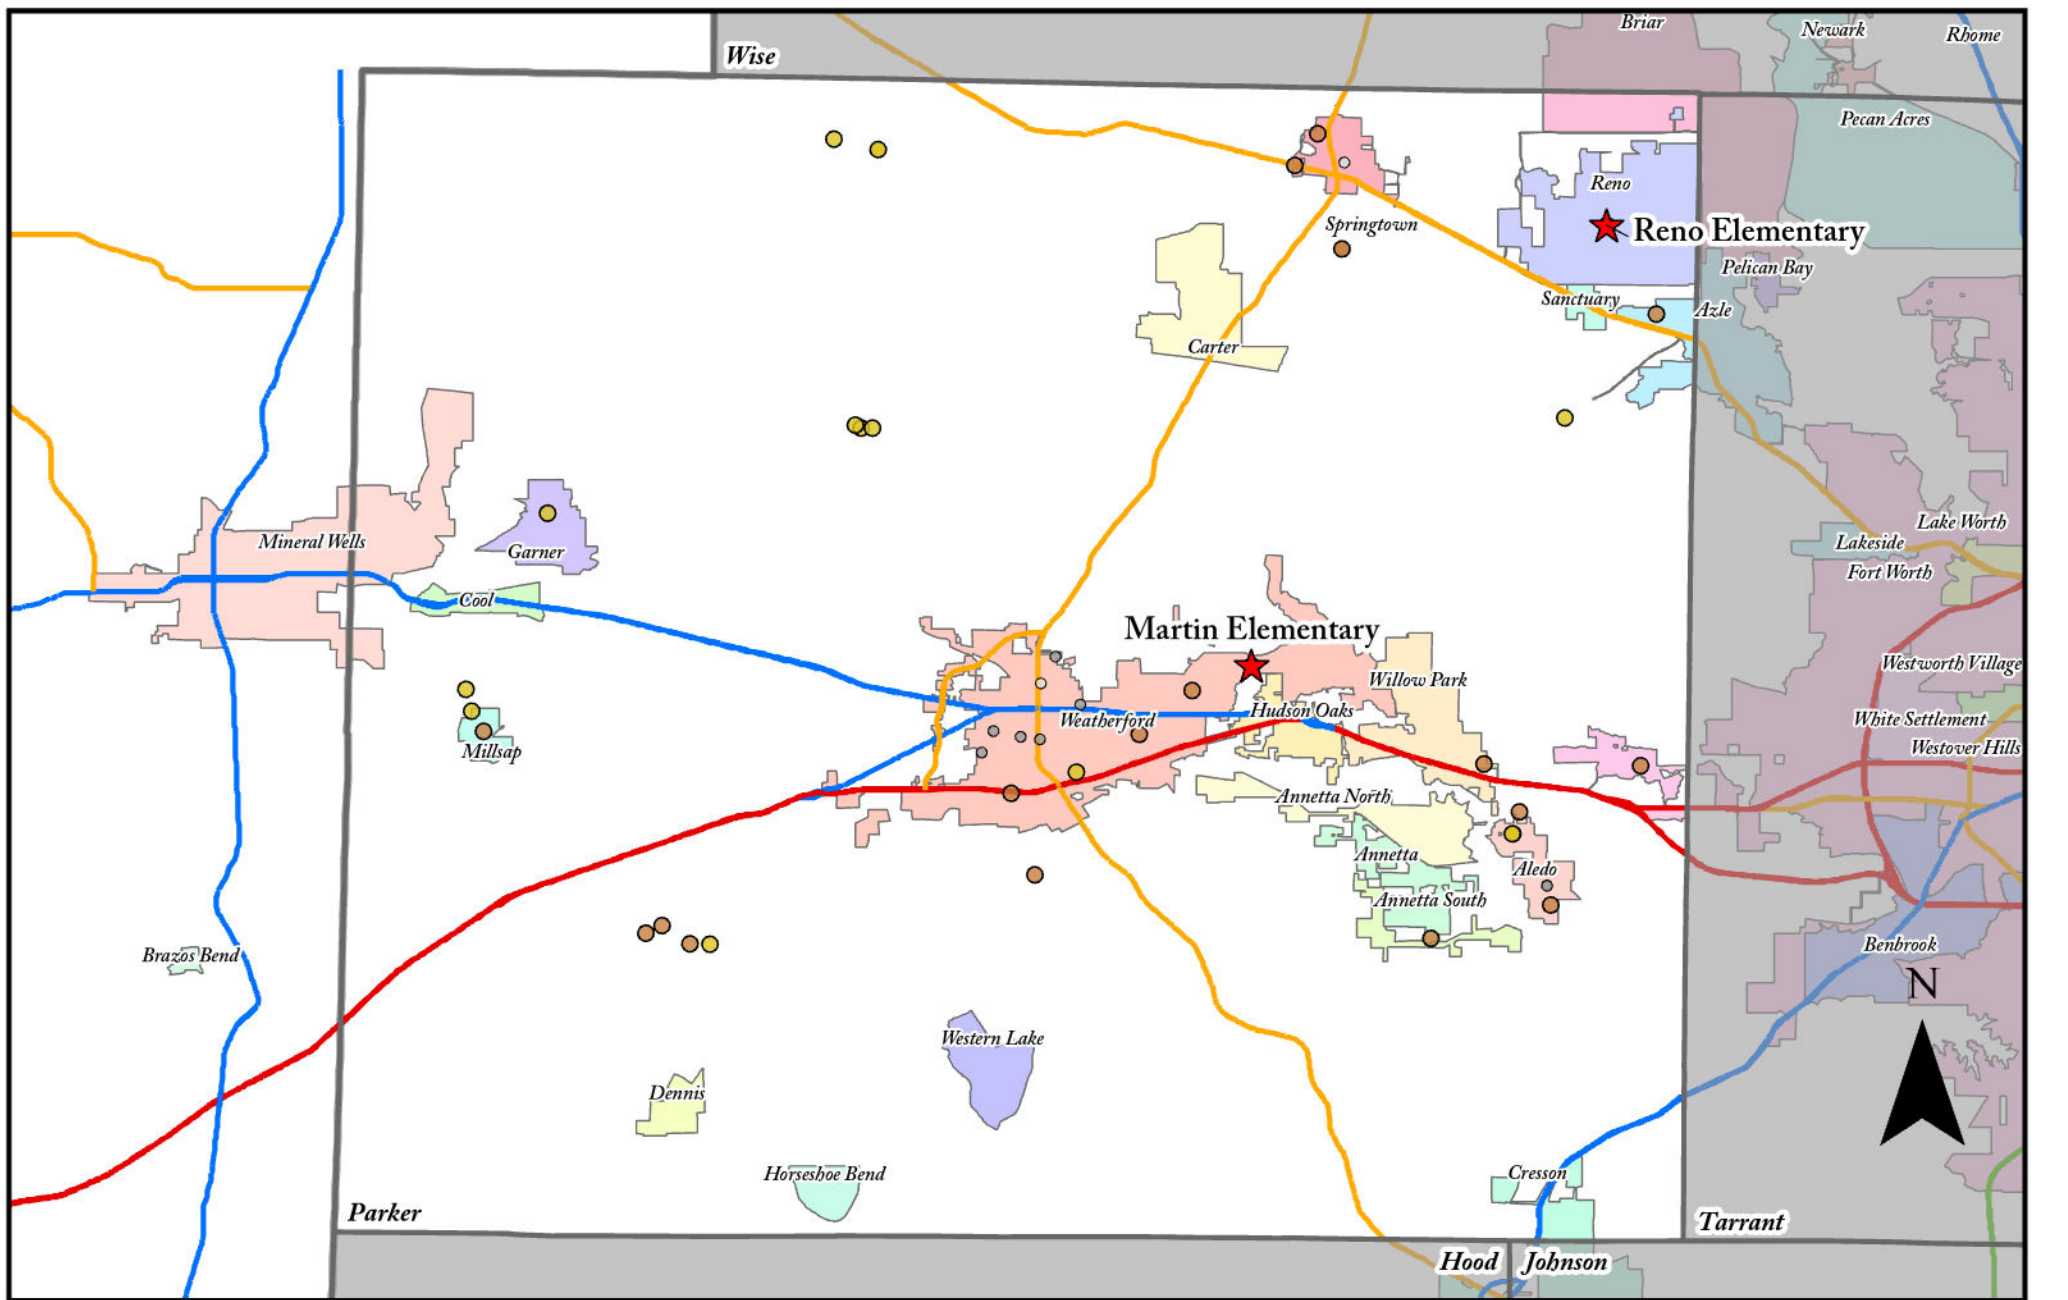 Briar
Newark
Rhome
Wise
Pecan Acres
Reno
Springtown
Reno Elementary
Pelican Bay
Sanctuary
Azle
Carter
Lake Worth
Mineral Wells
Lakeside
Garner
Fort Worth
Cool
Martin Elementary
Westworth Village
Willow Park
Hudson Oaks
Weatherford
White Settlement
Westover Hills
Millsap
Annetta North
Annetta
Aledo
Annetta South
Benbrook
Brazos Bend
N
Western Lake
Dennis
Horseshoe Bend
Cresson
Parker
Tarrant
Hood
Johnson